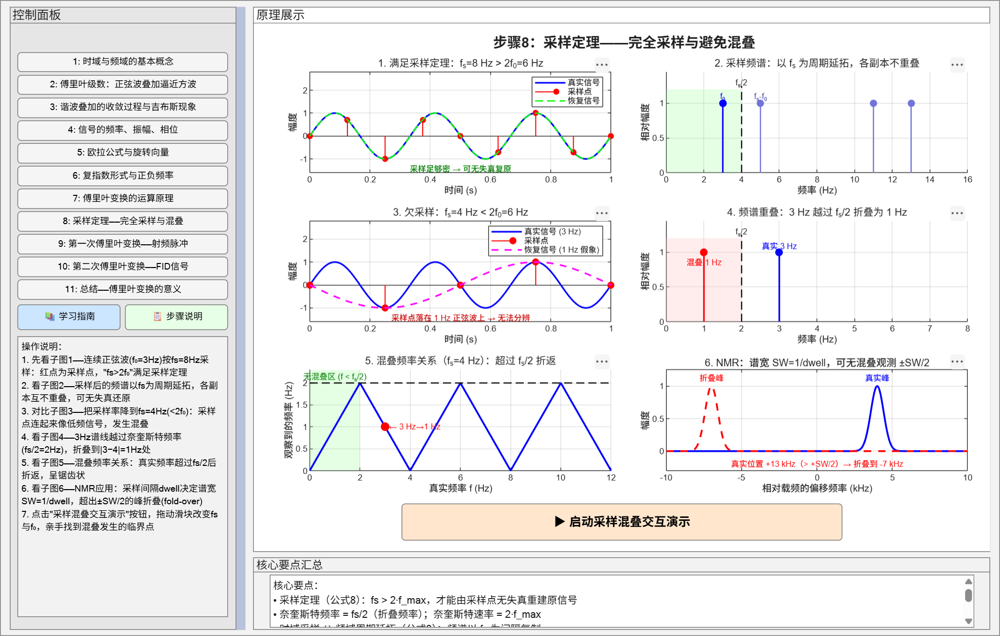 控制面板
1: 时域与频域的基本概念
2: 傅里叶级数：正弦波叠加逼近方波
3: 谐波叠加的收敛过程与吉布斯现象
4: 信号的频率、振幅、相位
5: 欧拉公式与旋转向量
6: 复指数形式与正负频率
7: 傅里叶变换的运算原理
8: 采样定理——完全采样与混叠
9: 第一次傅里叶变换——射频脉冲
10: 第二次傅里叶变换——FID信号
11: 总结——傅里叶变换的意义
学习指南
步骤说明
操作说明：
1. 先看子图1——连续正弦波(f₀=3Hz)按fs=8Hz采
样：红点为采样点，"fs>2f₀"满足采样定理
2. 看子图2——采样后的频谱以fs为周期延拓，各副
本互不重叠，可无失真还原
3. 对比子图3——把采样率降到fs=4Hz(<2f₀)：采样
点连起来像低频信号，发生混叠
4. 看子图4——3Hz谱线越过奈奎斯特频率
(fs/2=2Hz)，折叠到|3−4|=1Hz处
5. 看子图5——混叠频率关系：真实频率超过fs/2后
折返，呈锯齿状
6. 看子图6——NMR应用：采样间隔dwell决定谱宽
SW=1/dwell，超出±SW/2的峰折叠(fold-over)
7. 点击"采样混叠交互演示"按钮，拖动滑块改变fs
与f₀，亲手找到混叠发生的临界点
原理展示
步骤8：采样定理——完全采样与避免混叠
1. 满足采样定理：fₛ=8 Hz > 2f₀=6 Hz
真实信号
采样点
恢复信号
采样足够密 → 可无失真复原
幅度
2
1
0
-1
0 0.2 0.4 0.6 0.8 1
时间 (s)
2. 采样频谱：以 fₛ 为周期延拓，各副本不重叠
fₛ/2
f₀
fₛ-f₀
相对幅度
1
0.5
0
0 2 4 6 8 10 12 14 16
频率 (Hz)
3. 欠采样：fₛ=4 Hz < 2f₀=6 Hz
真实信号 (3 Hz)
采样点
恢复信号 (1 Hz 假象)
采样点落在 1 Hz 正弦波上 → 无法分辨
幅度
2
1
0
-1
0 0.2 0.4 0.6 0.8 1
时间 (s)
4. 频谱重叠：3 Hz 越过 fₛ/2 折叠为 1 Hz
fₛ/2
真实 3 Hz
混叠 1 Hz
相对幅度
1
0.5
0
0 1 2 3 4 5 6 7 8
频率 (Hz)
5. 混叠频率关系（fₛ=4 Hz）：超过 fₛ/2 折返
无混叠区 (f < fₛ/2)
← 3 Hz→1 Hz
观察到的频率 (Hz)
2
1.5
1
0.5
0
0 2 4 6 8 10 12
真实频率 f (Hz)
6. NMR：谱宽 SW=1/dwell，可无混叠观测 ±SW/2
折叠峰
真实峰
真实位置 +13 kHz（> +SW/2）→ 折叠到 -7 kHz
幅度
1
0.5
0
-10 -5 0 5 10
相对载频的偏移频率 (kHz)
▶ 启动采样混叠交互演示
核心要点汇总
核心要点：
• 采样定理（公式8）：fs > 2·f_max，才能由采样点无失真重建原信号
• 奈奎斯特频率 = fs/2（折叠频率）；奈奎斯特速率 = 2·f_max